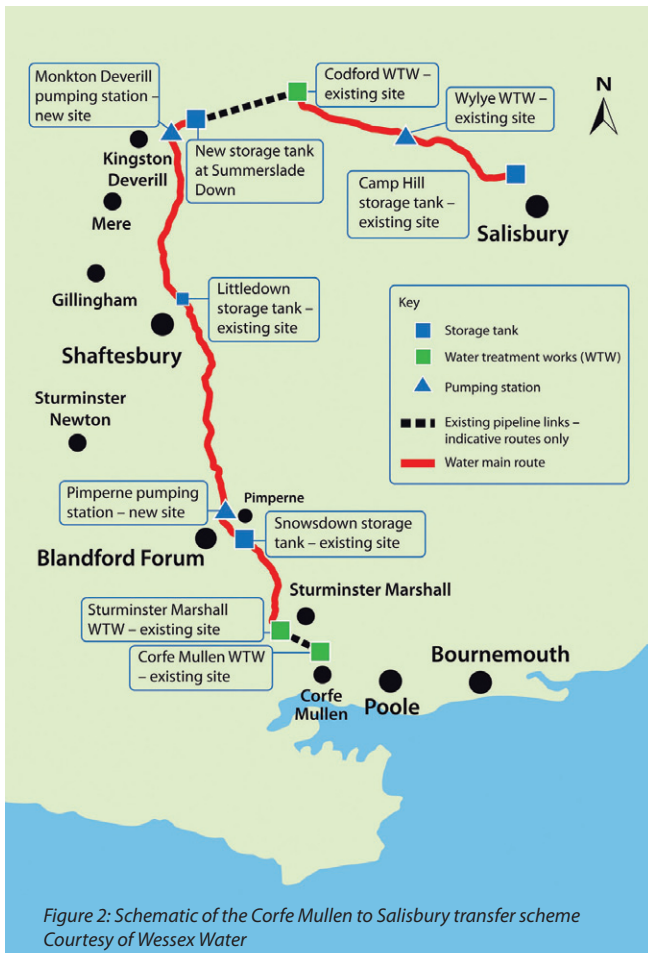 Monkton Deverill
pumping station –
new site
Codford WTW –
existing site
N
Wylye WTW –
existing site
Kingston
Deverill
New storage tank
at Summerslade
Down
Camp Hill
storage tank –
existing site
Mere
Salisbury
Gillingham
Littledown
storage tank –
existing site
Shaftesbury
Key
Storage tank
Water treatment works (WTW)
Pumping station
Existing pipeline links –
indicative routes only
Water main route
Sturminster
Newton
Pimperne pumping
station – new site
Pimperne
Blandford Forum
Snowsdown storage
tank – existing site
Sturminster Marshall
Sturminster Marshall
WTW – existing site
Corfe Mullen WTW
– existing site
Corfe
Mullen
Poole
Bournemouth
Figure 2: Schematic of the Corfe Mullen to Salisbury transfer scheme
Courtesy of Wessex Water